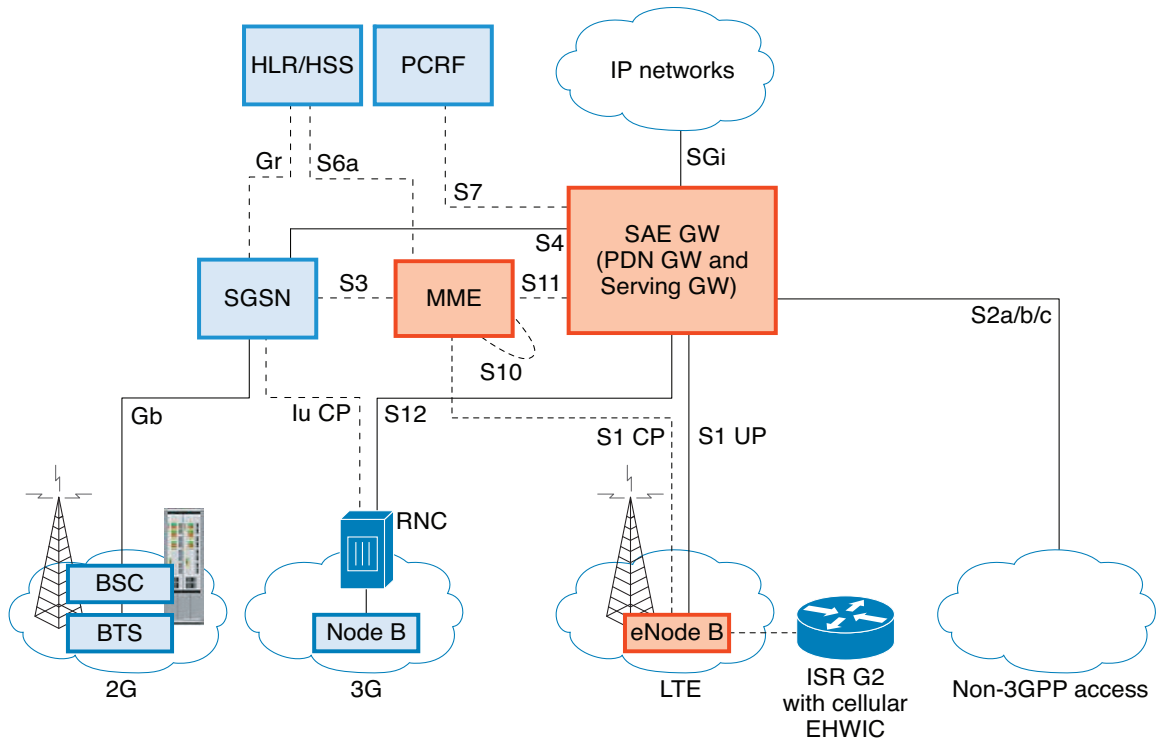 HLR/HSS
PCRF
IP networks
Gr
S6a
SGi
S7
S4
SAE GW
(PDN GW and
Serving GW)
SGSN
S3
MME
S11
S2a/b/c
S10
Gb
Iu CP
S12
S1 CP
S1 UP
RNC
BSC
BTS
Node B
eNode B
2G
3G
LTE
ISR G2
with cellular
EHWIC
Non-3GPP access